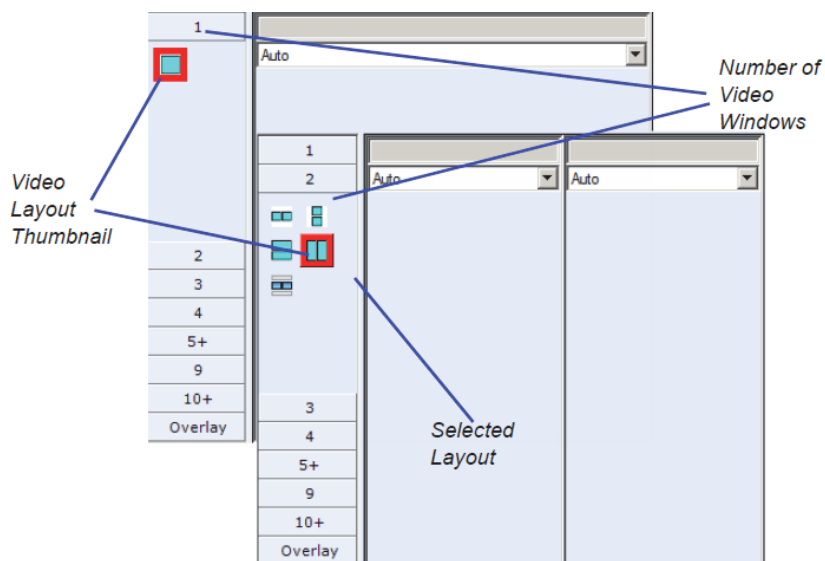 1
Auto
Number of
Video
Windows
1
2
Auto
Auto
Video
Layout
Thumbnail
2
3
4
5+
9
10+
Overlay
3
4
5+
9
10+
Overlay
Selected
Layout